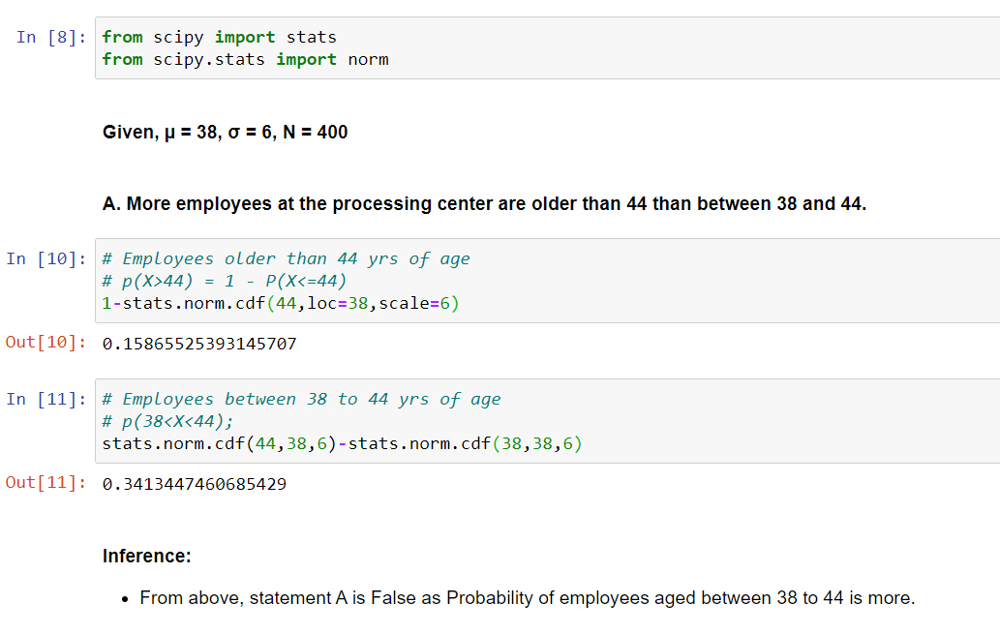 In [8]: from scipy import stats
from scipy.stats import norm
Given, μ = 38, σ = 6, N = 400
A. More employees at the processing center are older than 44 than between 38 and 44.
In [10]: # Employees older than 44 yrs of age
# p(X>44) = 1 - P(X<=44)
1-stats.norm.cdf(44,loc=38,scale=6)
Out[10]: 0.15865525393145707
In [11]: # Employees between 38 to 44 yrs of age
# p(38<X<44);
stats.norm.cdf(44,38,6)-stats.norm.cdf(38,38,6)
Out[11]: 0.3413447460685429
Inference:
• From above, statement A is False as Probability of employees aged between 38 to 44 is more.